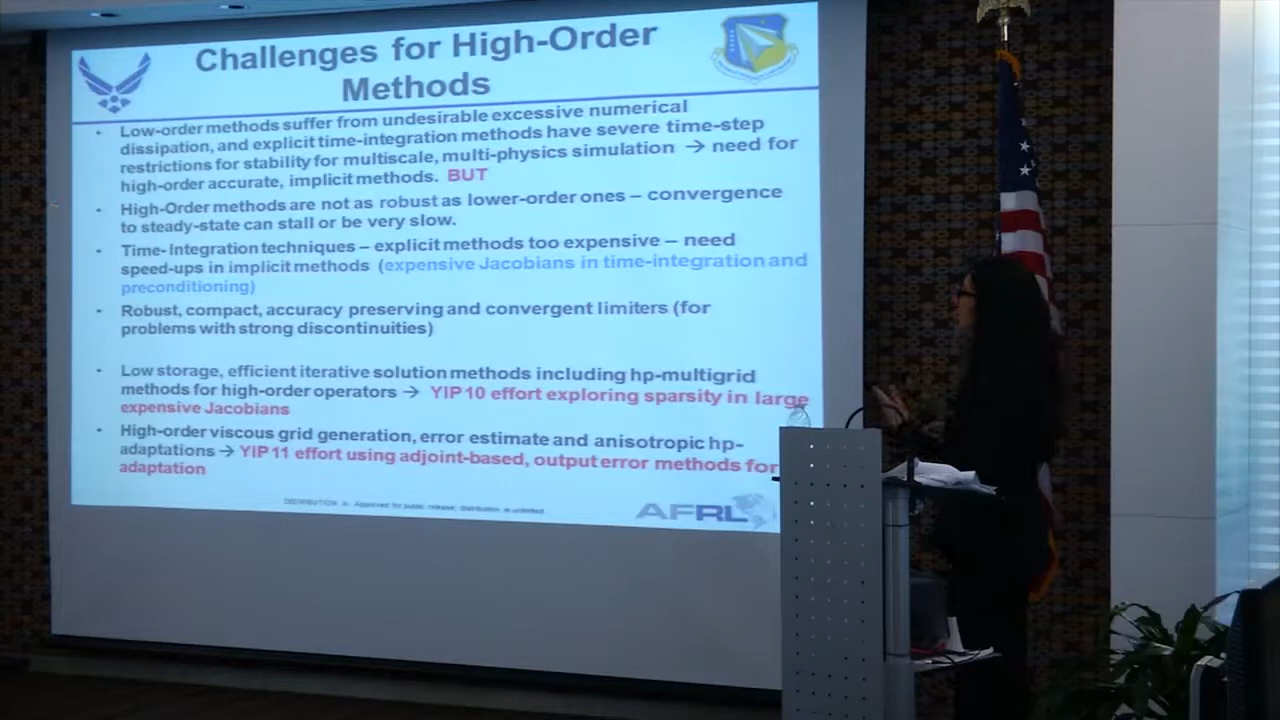 Challenges for High-Order
Methods
• Low-order methods suffer from undesirable excessive numerical
dissipation, and explicit time-integration methods have severe time-step
restrictions for stability for multiscale, multi-physics simulation → need for
high-order accurate, implicit methods. BUT
• High-Order methods are not as robust as lower-order ones – convergence
to steady-state can stall or be very slow.
• Time-Integration techniques – explicit methods too expensive – need
speed-ups in implicit methods (expensive Jacobians in time-integration and
preconditioning)
• Robust, compact, accuracy preserving and convergent limiters (for
problems with strong discontinuities)
• Low storage, efficient iterative solution methods including hp-multigrid
methods for high-order operators → YIP 10 effort exploring sparsity in large
expensive Jacobians
• High-order viscous grid generation, error estimate and anisotropic hp-
adaptations → YIP 11 effort using adjoint-based, output error methods for
adaptation
DISTRIBUTION A: Approved for public release; distribution is unlimited.
AFRL